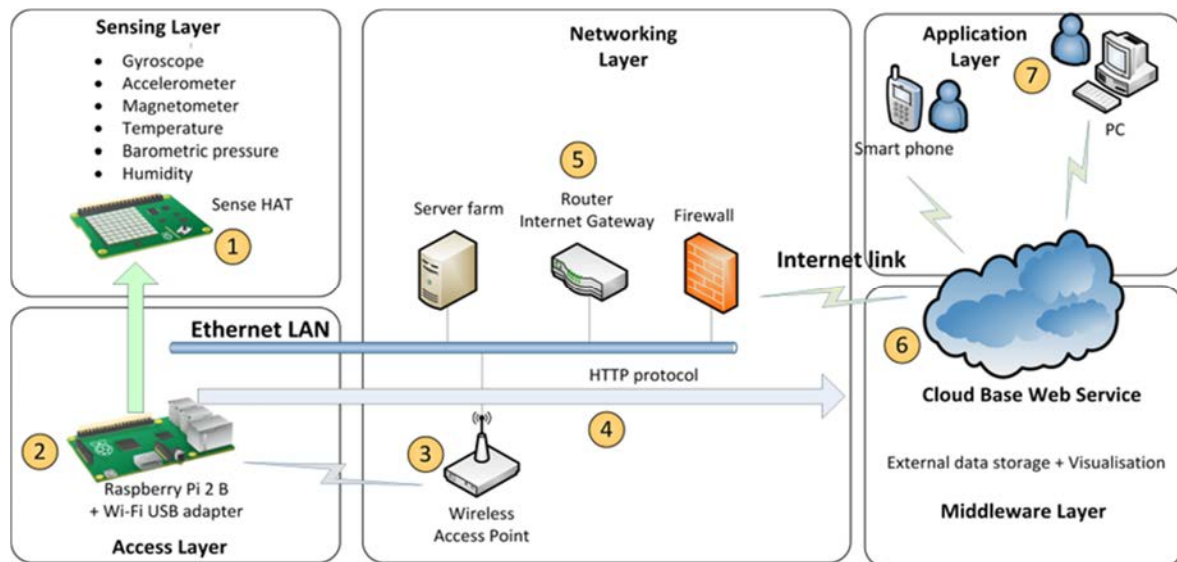 Sensing Layer
• Gyroscope
• Accelerometer
• Magnetometer
• Temperature
• Barometric pressure
• Humidity
Sense HAT
1
2
Raspberry Pi 2 B
+ Wi-Fi USB adapter
Access Layer
Networking
Layer
5
Server farm
Router
Internet Gateway
Firewall
Ethernet LAN
HTTP protocol
4
3
Wireless
Access Point
Internet link
Application
Layer
7
Smart phone
PC
6
Cloud Base Web Service
External data storage + Visualisation
Middleware Layer